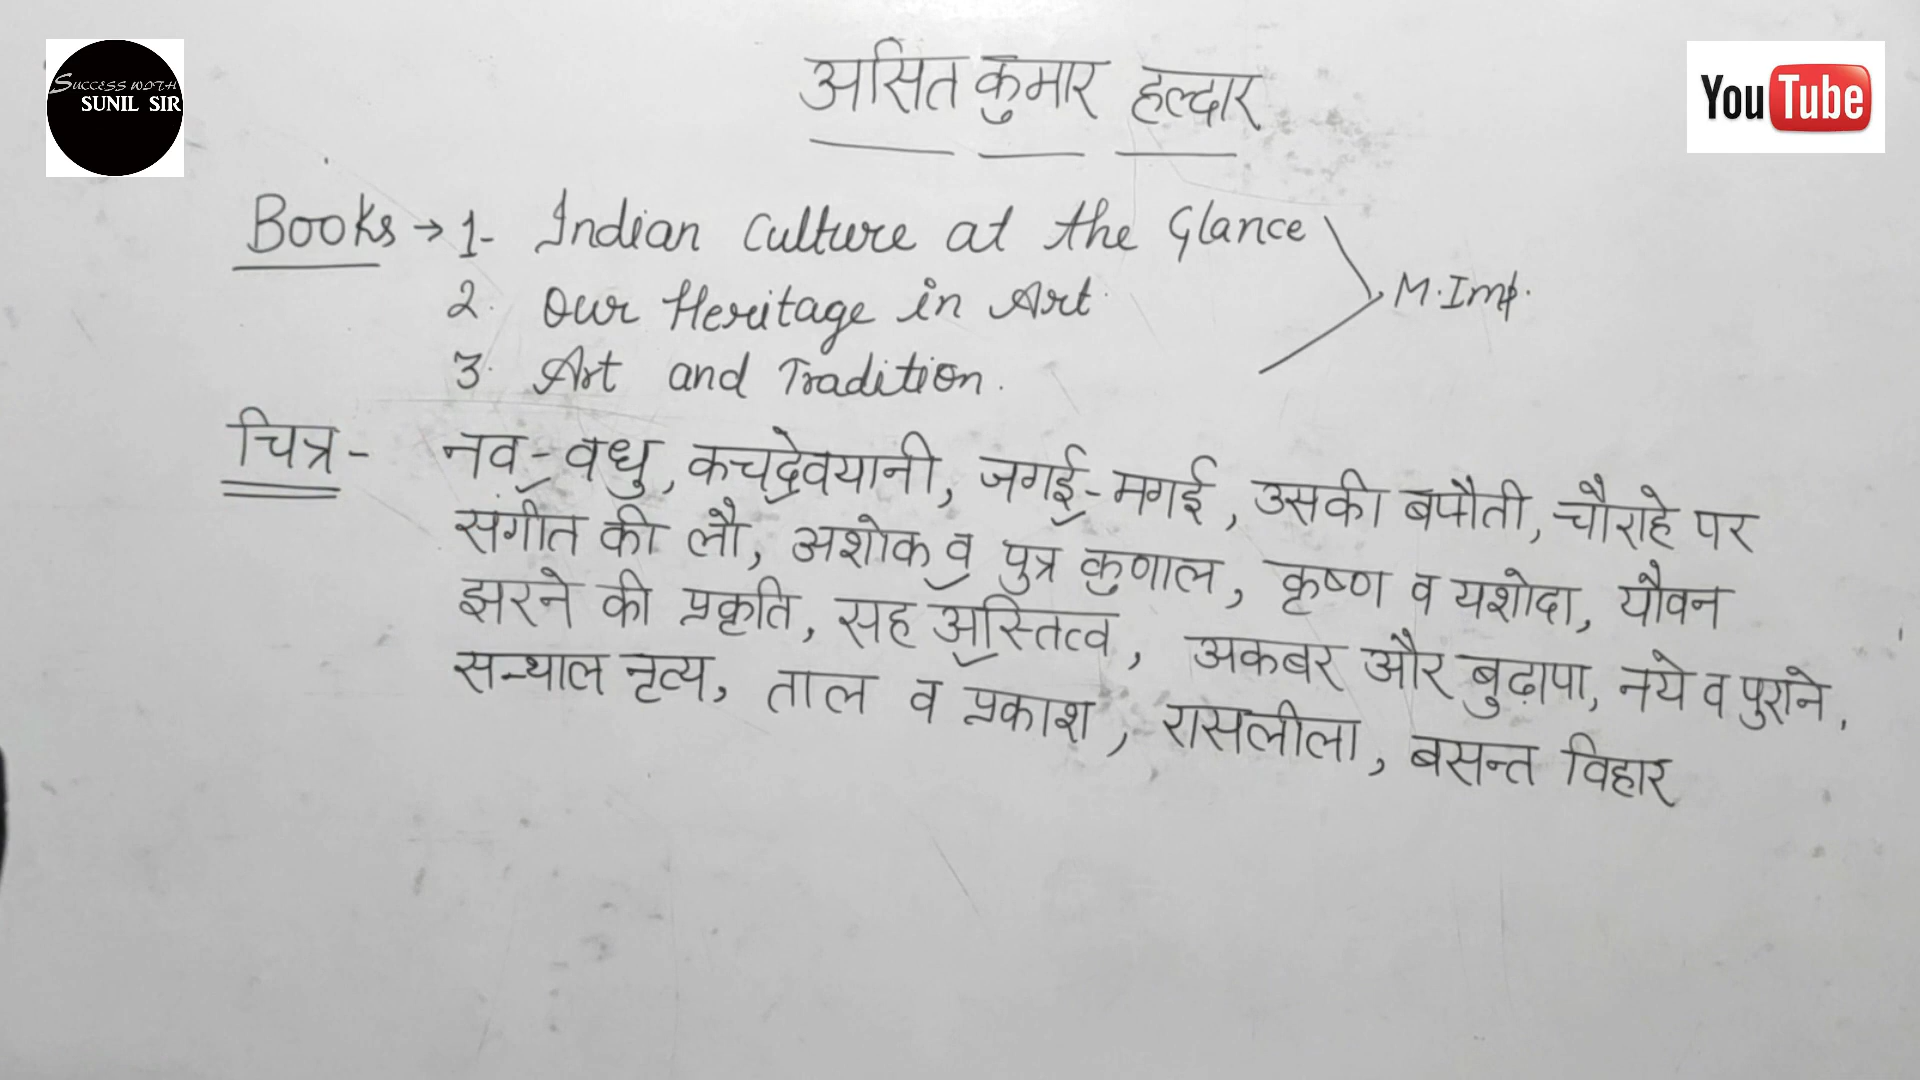 SUCCESS WITH
SUNIL SIR
YouTube
असित कुमार हल्दार
Books → 1- Indian Culture at the Glance
2. Our Heritage in Art.
M.Imp.
3. Art and Tradition.
चित्र - नव-वधु, कचदेवयानी, जगई-मगई, उसकी बपौती, चौराहे पर
संगीत की लौ, अशोक व पुत्र कुणाल, कृष्ण व यशोदा, यौवन
झरने की प्रकृति, सह अस्तित्व, अकबर और बुढ़ापा, नये व पुराने,
सन्थाल नृत्य, ताल व प्रकाश, रासलीला, बसन्त विहार